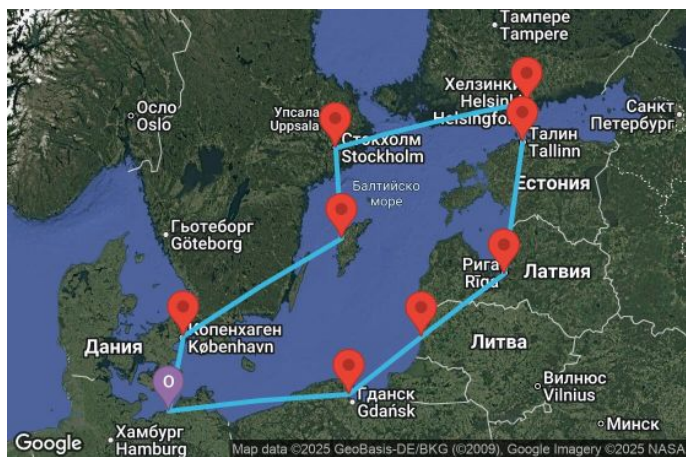 Тампере
Tampere
Хелзинки
Helsinki
Helsingfo
Осло
Oslo
Упсала
Uppsala
Санкт
Петербург
Стокхолм
Stockholm
Талин
Tallinn
Балтийско
море
ЕСТОНИЯ
Гьотеборг
Göteborg
Рига
Rīga
ЛАТВИЯ
Копенхаген
København
Дания
ЛИТВА
O
Вилнюс
Vilnius
Гданск
Gdańsk
Хамбург
Hamburg
Минск
Google
Map data ©2025 GeoBasis-DE/BKG (©2009), Google Imagery ©2025 NASA